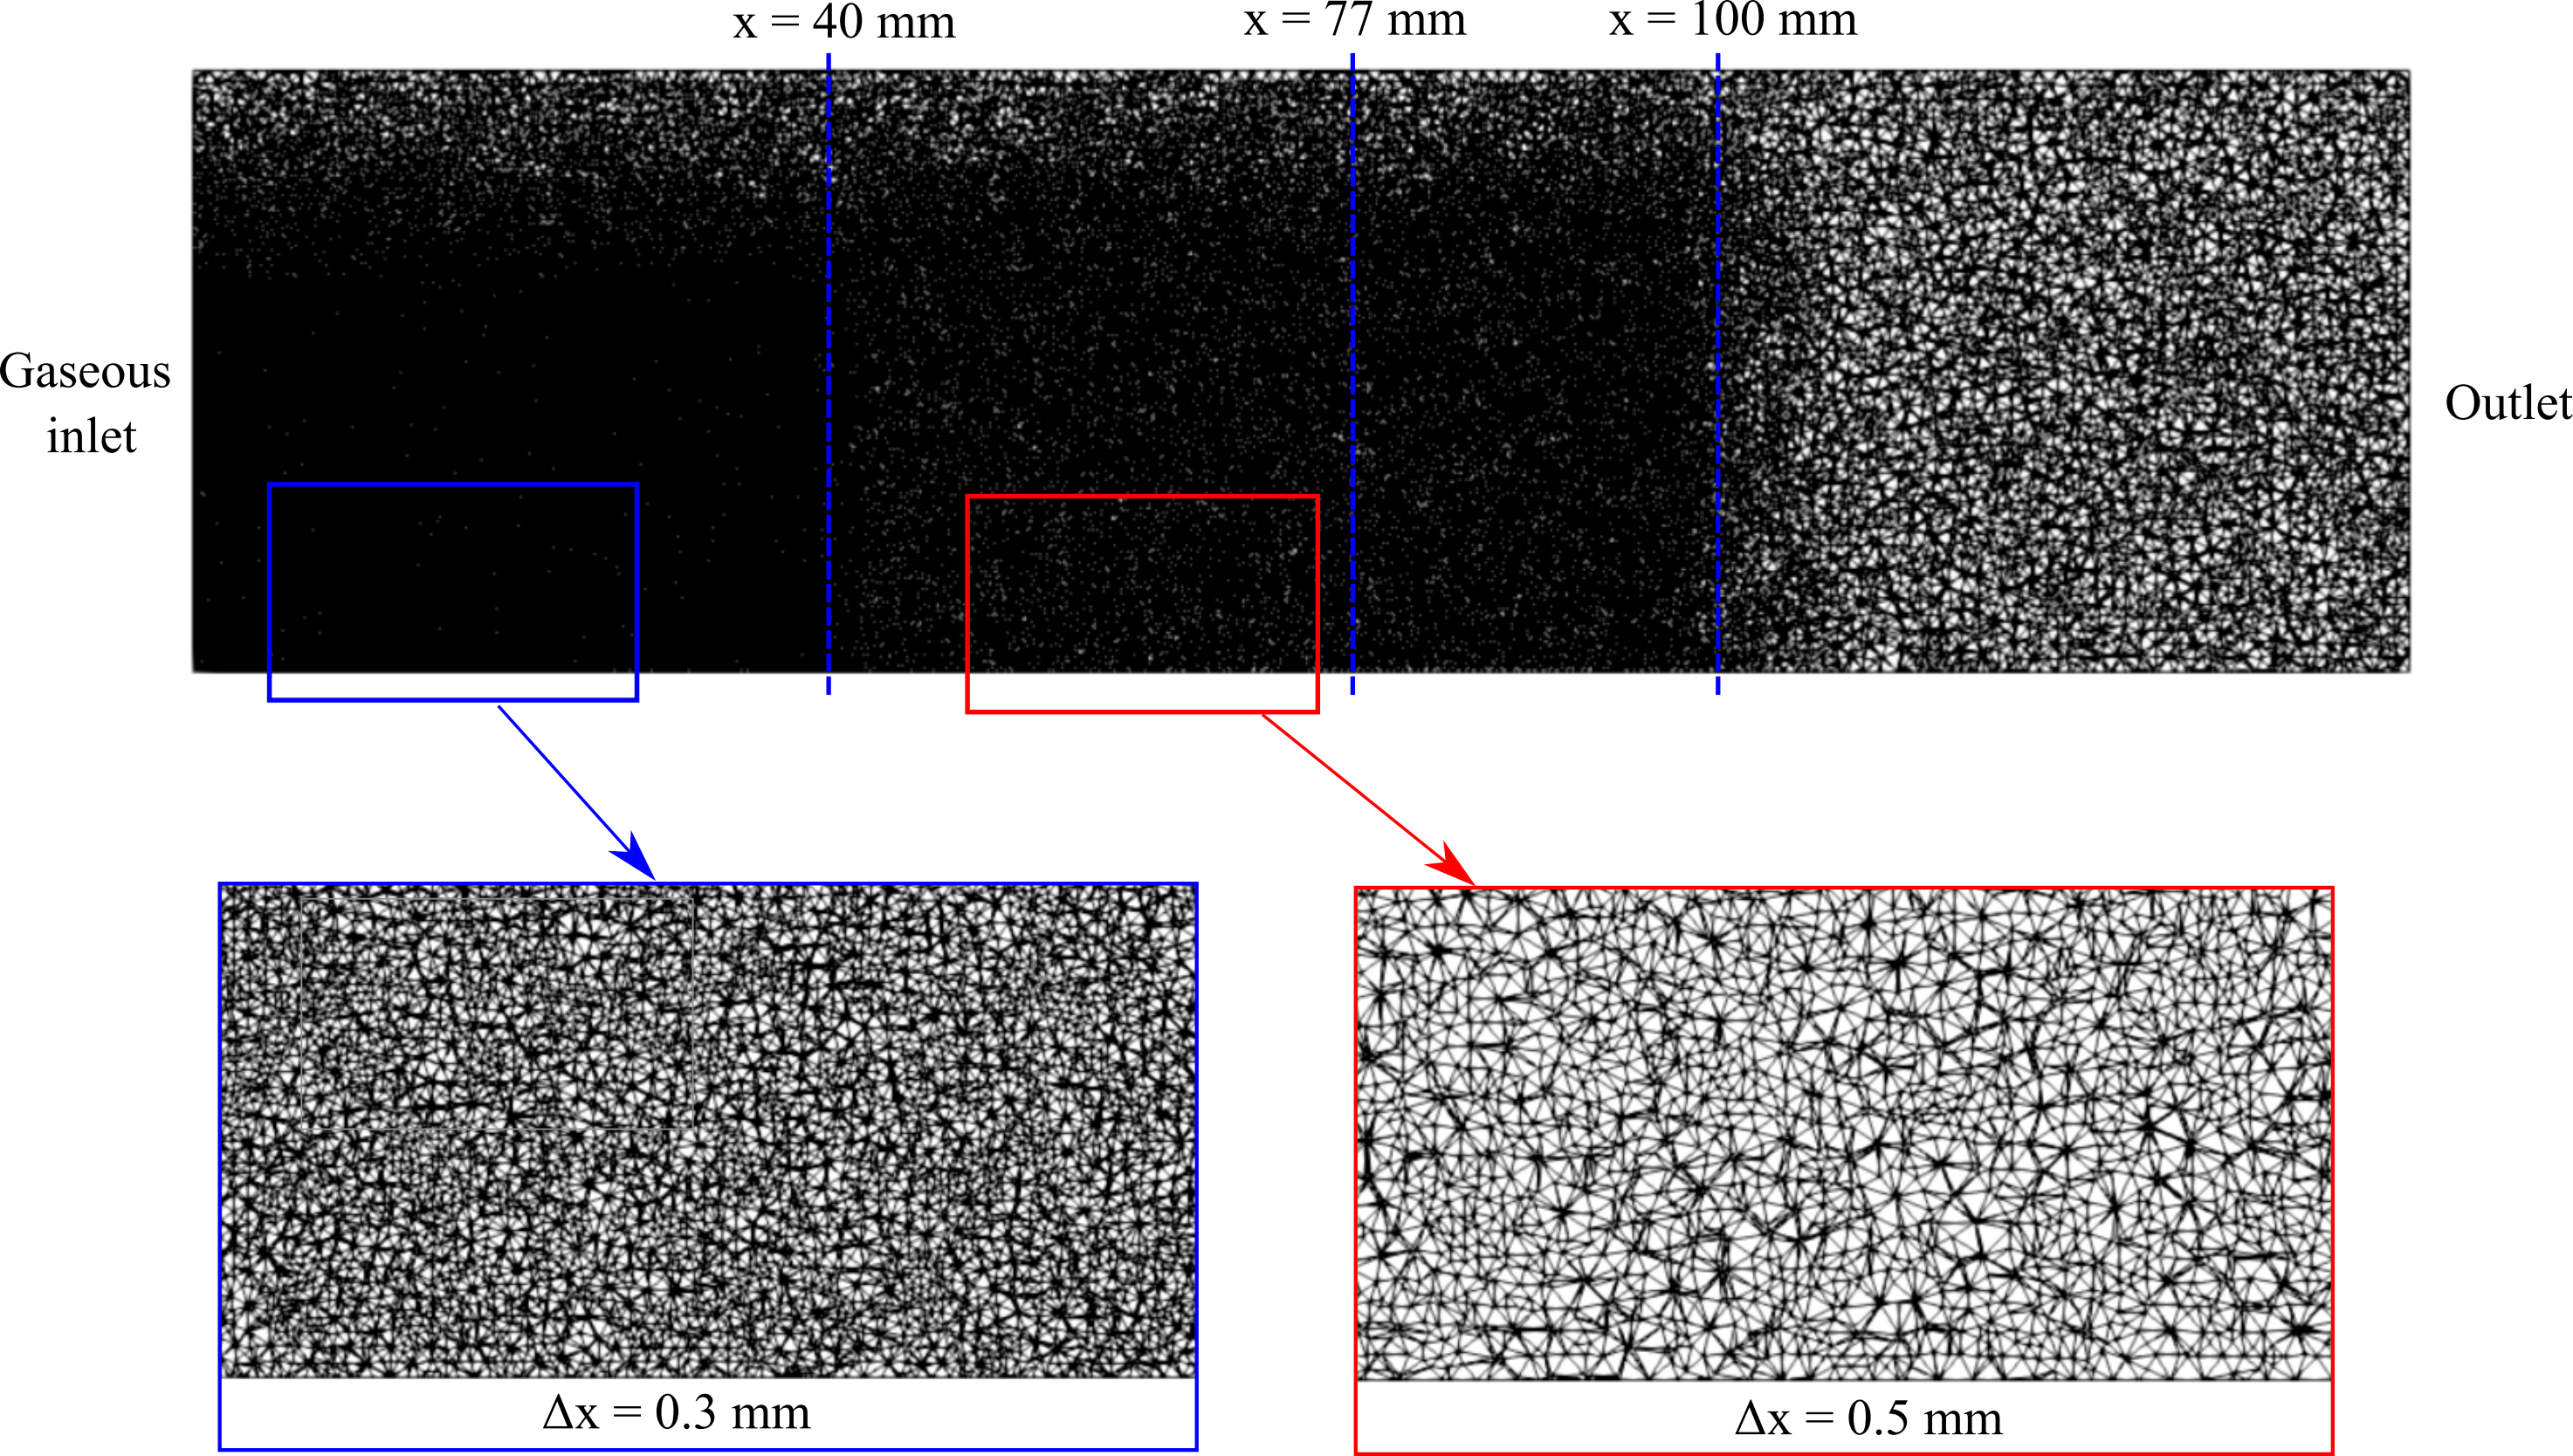 x = 40 mm
x = 77 mm
x = 100 mm
Gaseous
inlet
Outlet
Δx = 0.3 mm
Δx = 0.5 mm